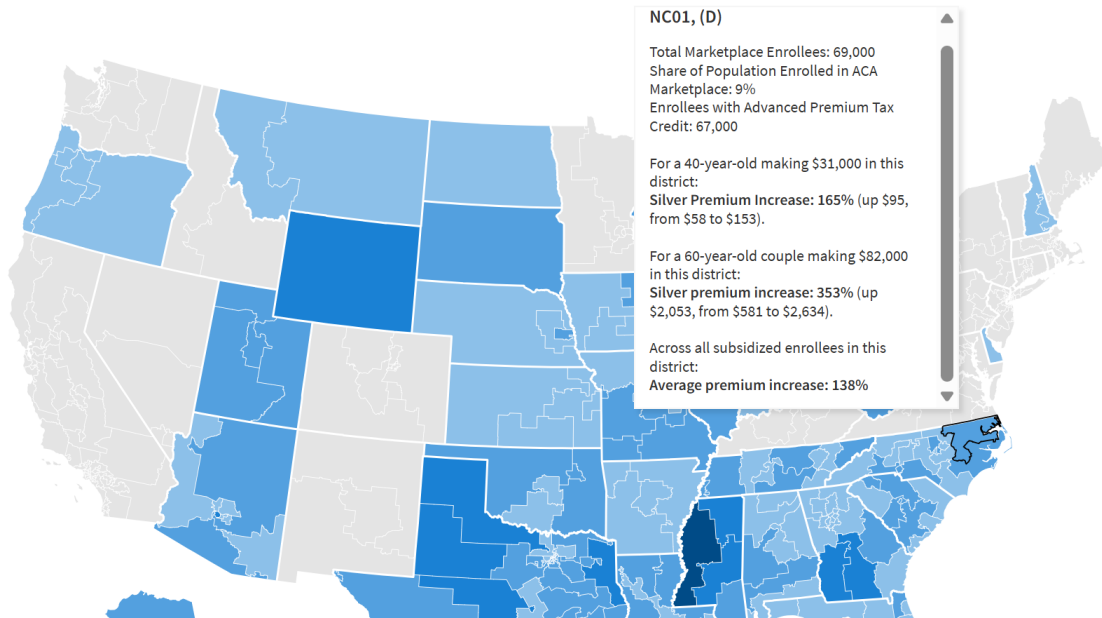 NC01, (D)
Total Marketplace Enrollees: 69,000
Share of Population Enrolled in ACA
Marketplace: 9%
Enrollees with Advanced Premium Tax
Credit: 67,000
For a 40-year-old making $31,000 in this
district:
Silver Premium Increase: 165% (up $95,
from $58 to $153).
For a 60-year-old couple making $82,000
in this district:
Silver premium increase: 353% (up
$2,053, from $581 to $2,634).
Across all subsidized enrollees in this
district:
Average premium increase: 138%